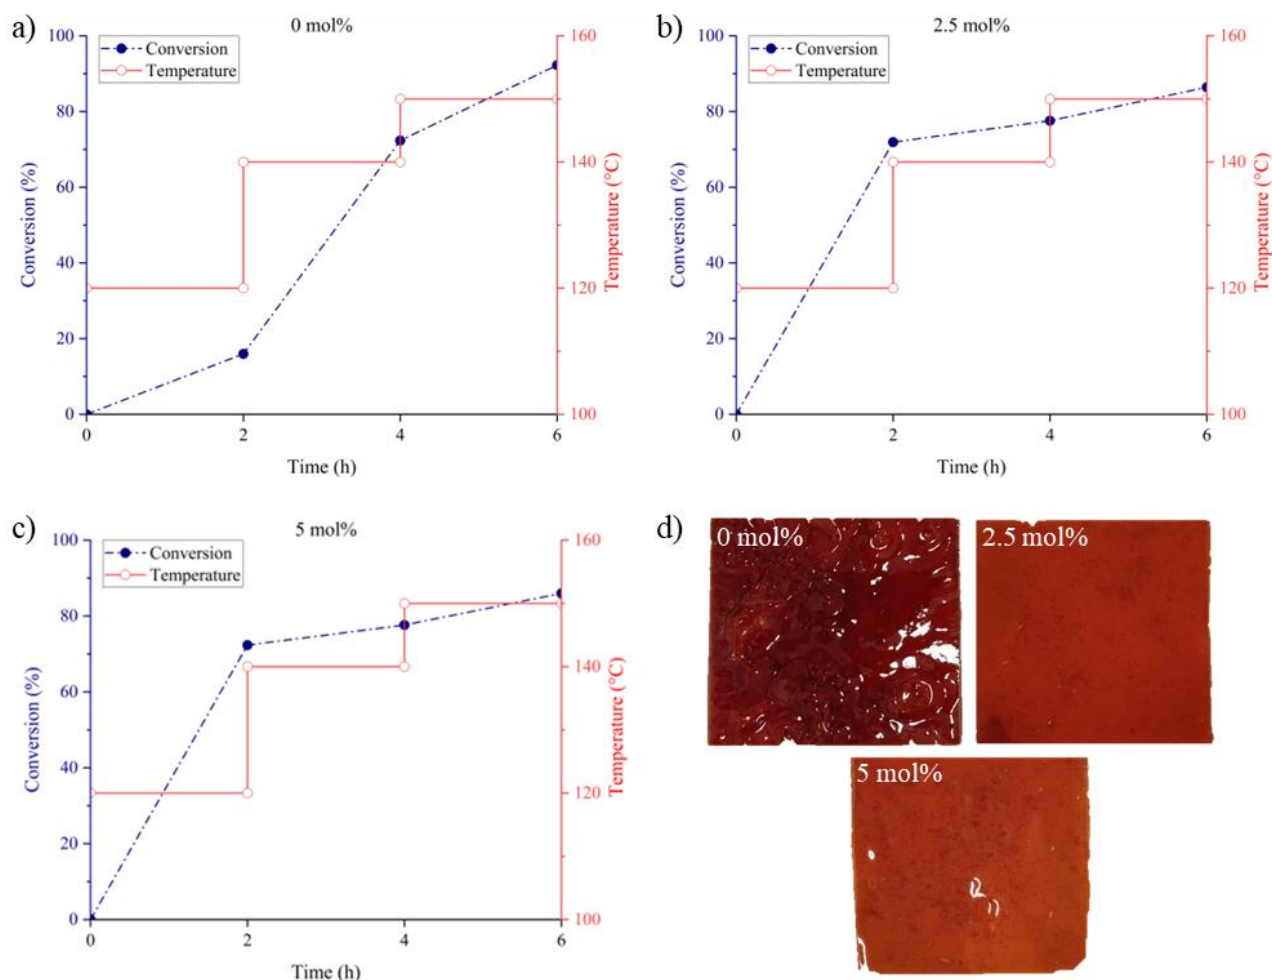 a)
0 mol%
Conversion
Temperature
Conversion (%)
0
20
40
60
80
100
Temperature (°C)
100
120
140
160
0
2
4
6
Time (h)
b)
2.5 mol%
Conversion
Temperature
Conversion (%)
0
20
40
60
80
100
Temperature (°C)
100
120
140
160
0
2
4
6
Time (h)
c)
5 mol%
Conversion
Temperature
Conversion (%)
0
20
40
60
80
100
Temperature (°C)
100
120
140
160
0
2
4
6
Time (h)
d)
0 mol%
2.5 mol%
5 mol%